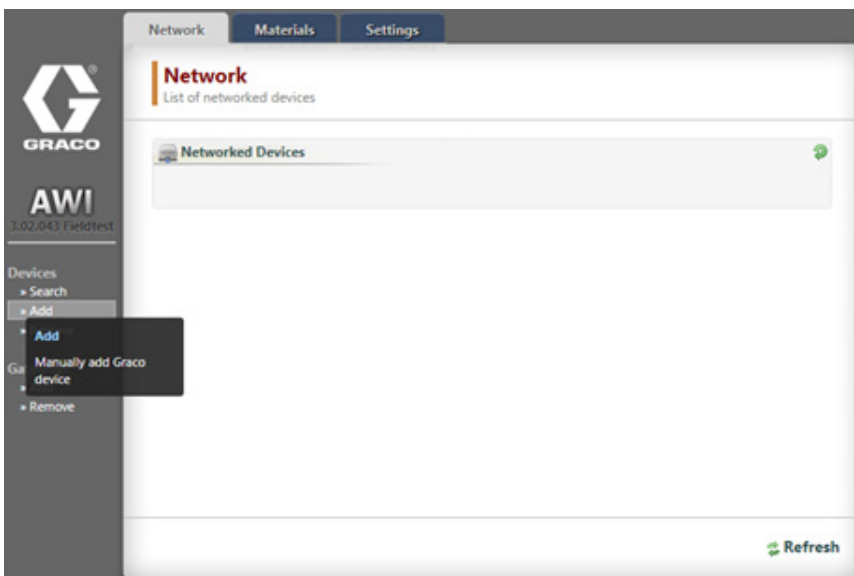 Network
Materials
Settings
GRACO
AWI
3.02.043 Fieldtest
Network
List of networked devices
Networked Devices
Devices
» Search
» Add
Add
Manually add Graco
device
» Remove
Refresh